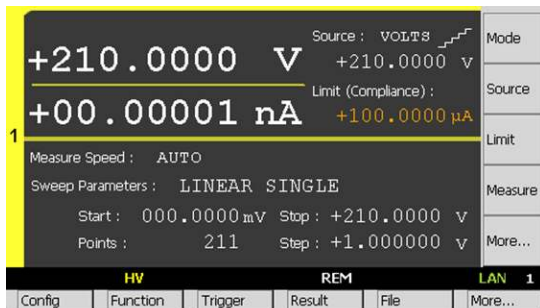 +210.0000 V
Source : VOLTS
+210.0000 V
Mode
+00.00001 nA
Limit (Compliance) :
+100.0000 µA
Source
1
Limit
Measure Speed : AUTO
Sweep Parameters : LINEAR SINGLE
Measure
Start : 000.0000 mV Stop : +210.0000 V
Points : 211 Step : +1.000000 V
More...
HV REM LAN 1
Config Function Trigger Result File More...